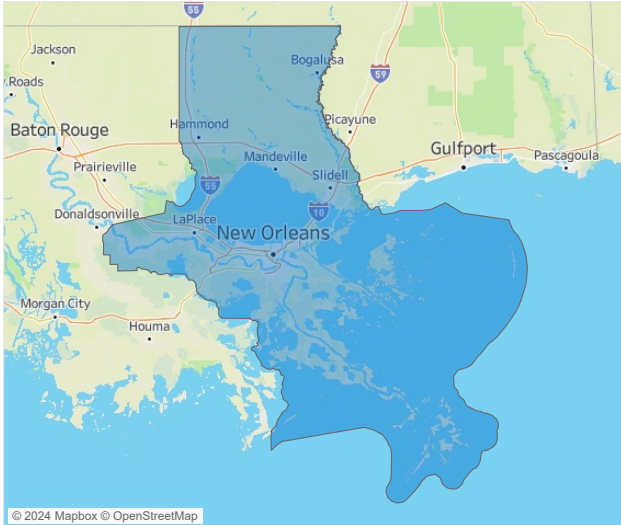 55
Jackson
Bogalusa
59
y Roads
Hammond
Picayune
Baton Rouge
Gulfport
Mandeville
Pascagoula
Prairieville
Slidell
55
Donaldsonville
LaPlace
10
New Orleans
Morgan City
Houma
© 2024 Mapbox © OpenStreetMap